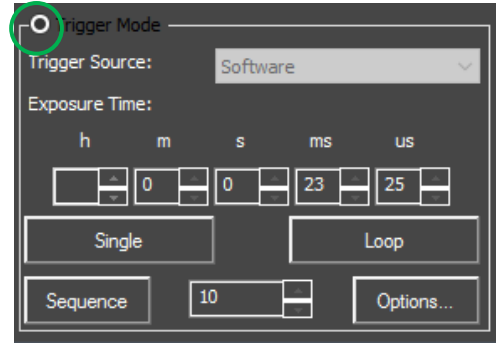 Trigger Mode
Trigger Source: Software
Exposure Time:
h m s ms us
0 0 23 25
Single Loop
Sequence 10 Options...